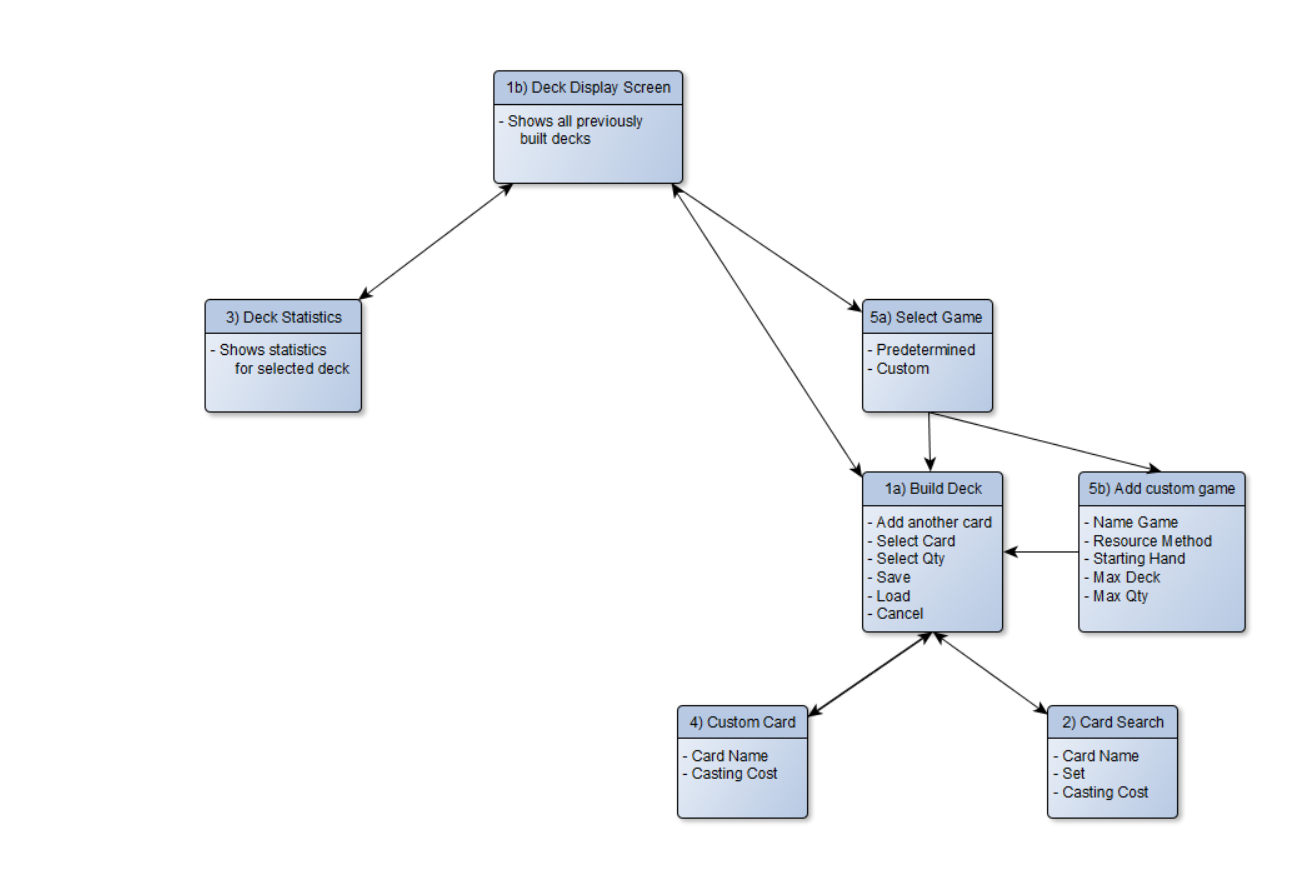 1b) Deck Display Screen
- Shows all previously
built decks
3) Deck Statistics
- Shows statistics
for selected deck
5a) Select Game
- Predetermined
- Custom
1a) Build Deck
- Add another card
- Select Card
- Select Qty
- Save
- Load
- Cancel
5b) Add custom game
- Name Game
- Resource Method
- Starting Hand
- Max Deck
- Max Qty
4) Custom Card
- Card Name
- Casting Cost
2) Card Search
- Card Name
- Set
- Casting Cost